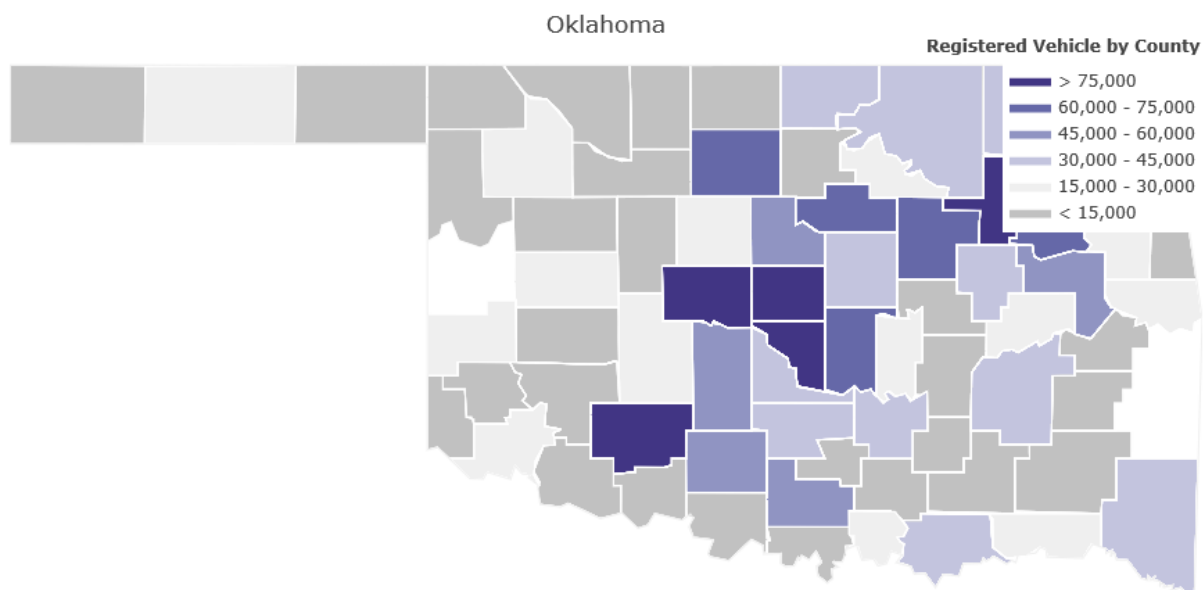 Oklahoma
Registered Vehicle by County
> 75,000
60,000 - 75,000
45,000 - 60,000
30,000 - 45,000
15,000 - 30,000
< 15,000